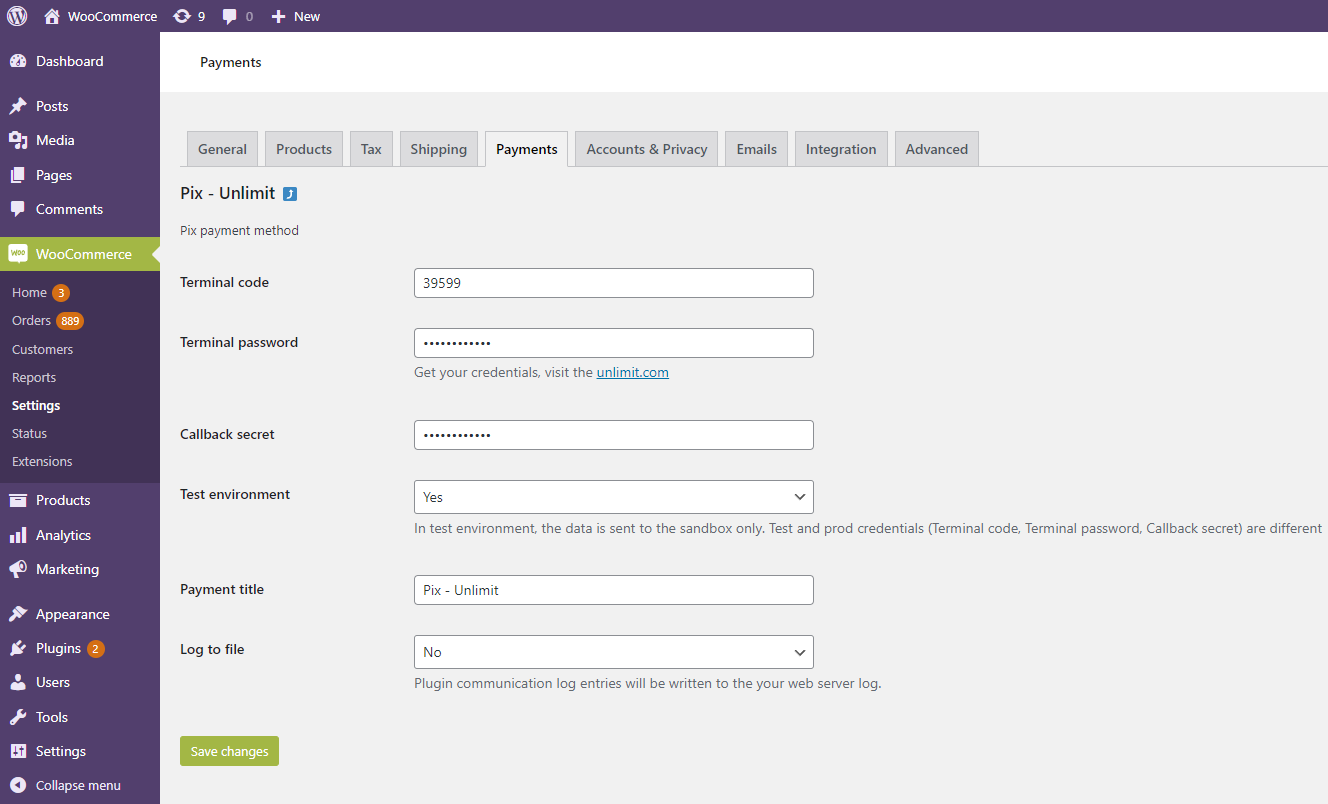 WooCommerce 9 0 New
Dashboard
Posts
Media
Pages
Comments
WOO WooCommerce
Home 3
Orders 889
Customers
Reports
Settings
Status
Extensions
Products
Analytics
Marketing
Appearance
Plugins 2
Users
Tools
Settings
Collapse menu
Payments
General Products Tax Shipping Payments Accounts & Privacy Emails Integration Advanced
Pix - Unlimit
Pix payment method
Terminal code 39599
Terminal password ••••••••••••
Get your credentials, visit the unlimit.com
Callback secret ••••••••••••
Test environment Yes
In test environment, the data is sent to the sandbox only. Test and prod credentials (Terminal code, Terminal password, Callback secret) are different
Payment title Pix - Unlimit
Log to file No
Plugin communication log entries will be written to the your web server log.
Save changes